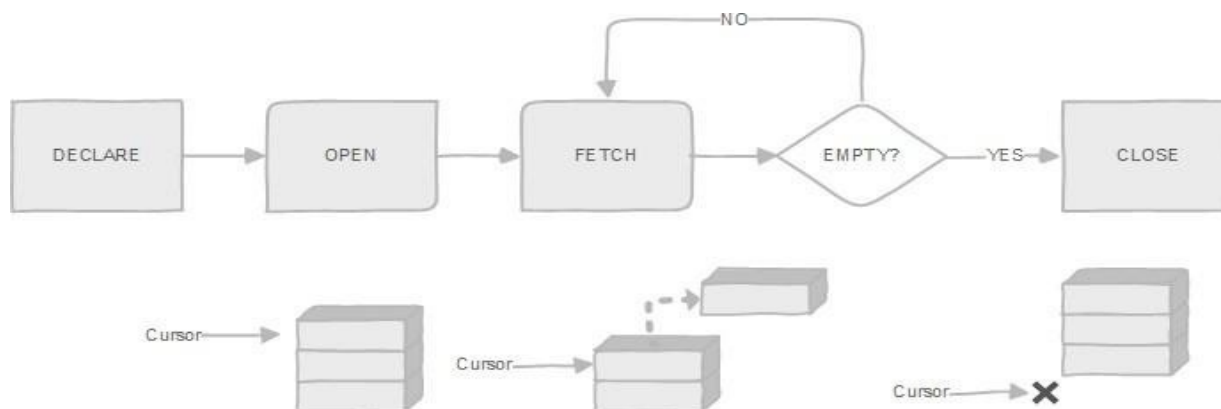 NO
DECLARE
OPEN
FETCH
EMPTY?
YES
CLOSE
Cursor
Cursor
Cursor